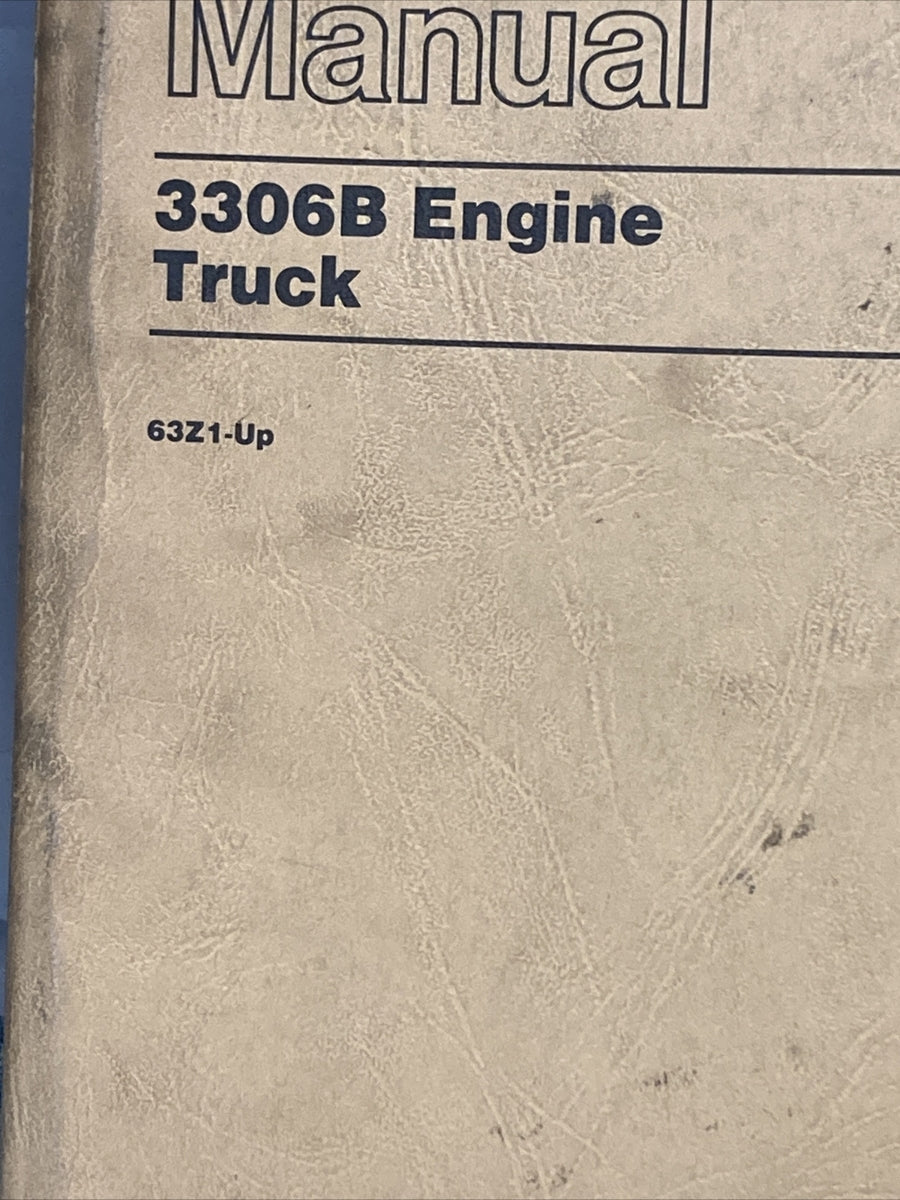 Manual
3306B Engine
Truck
63Z1-Up